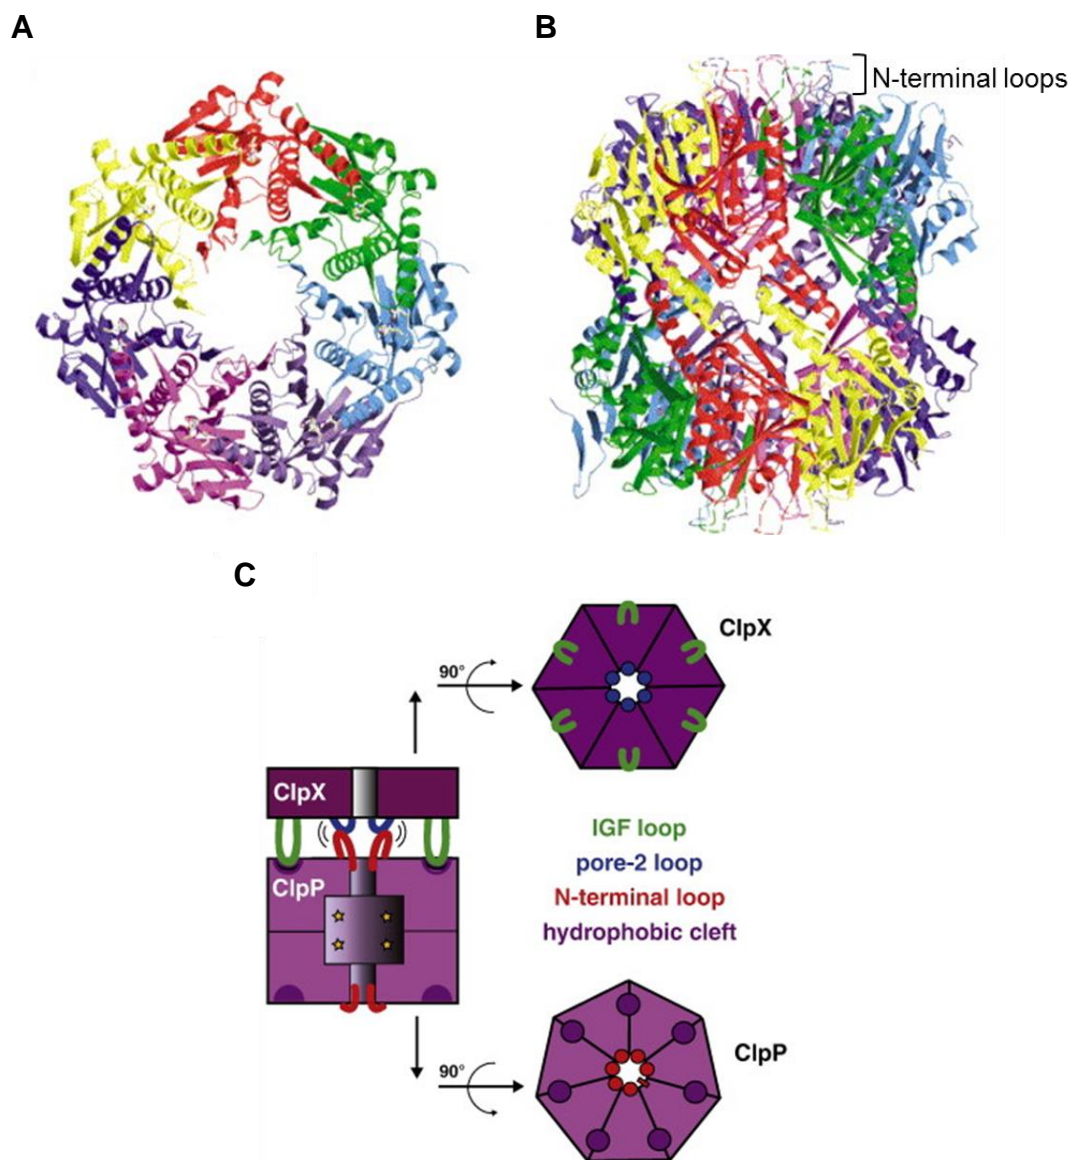 A
B
N-terminal loops
C
ClpX
90°
ClpX
IGF loop
pore-2 loop
ClpP
N-terminal loop
hydrophobic cleft
ClpP
90°